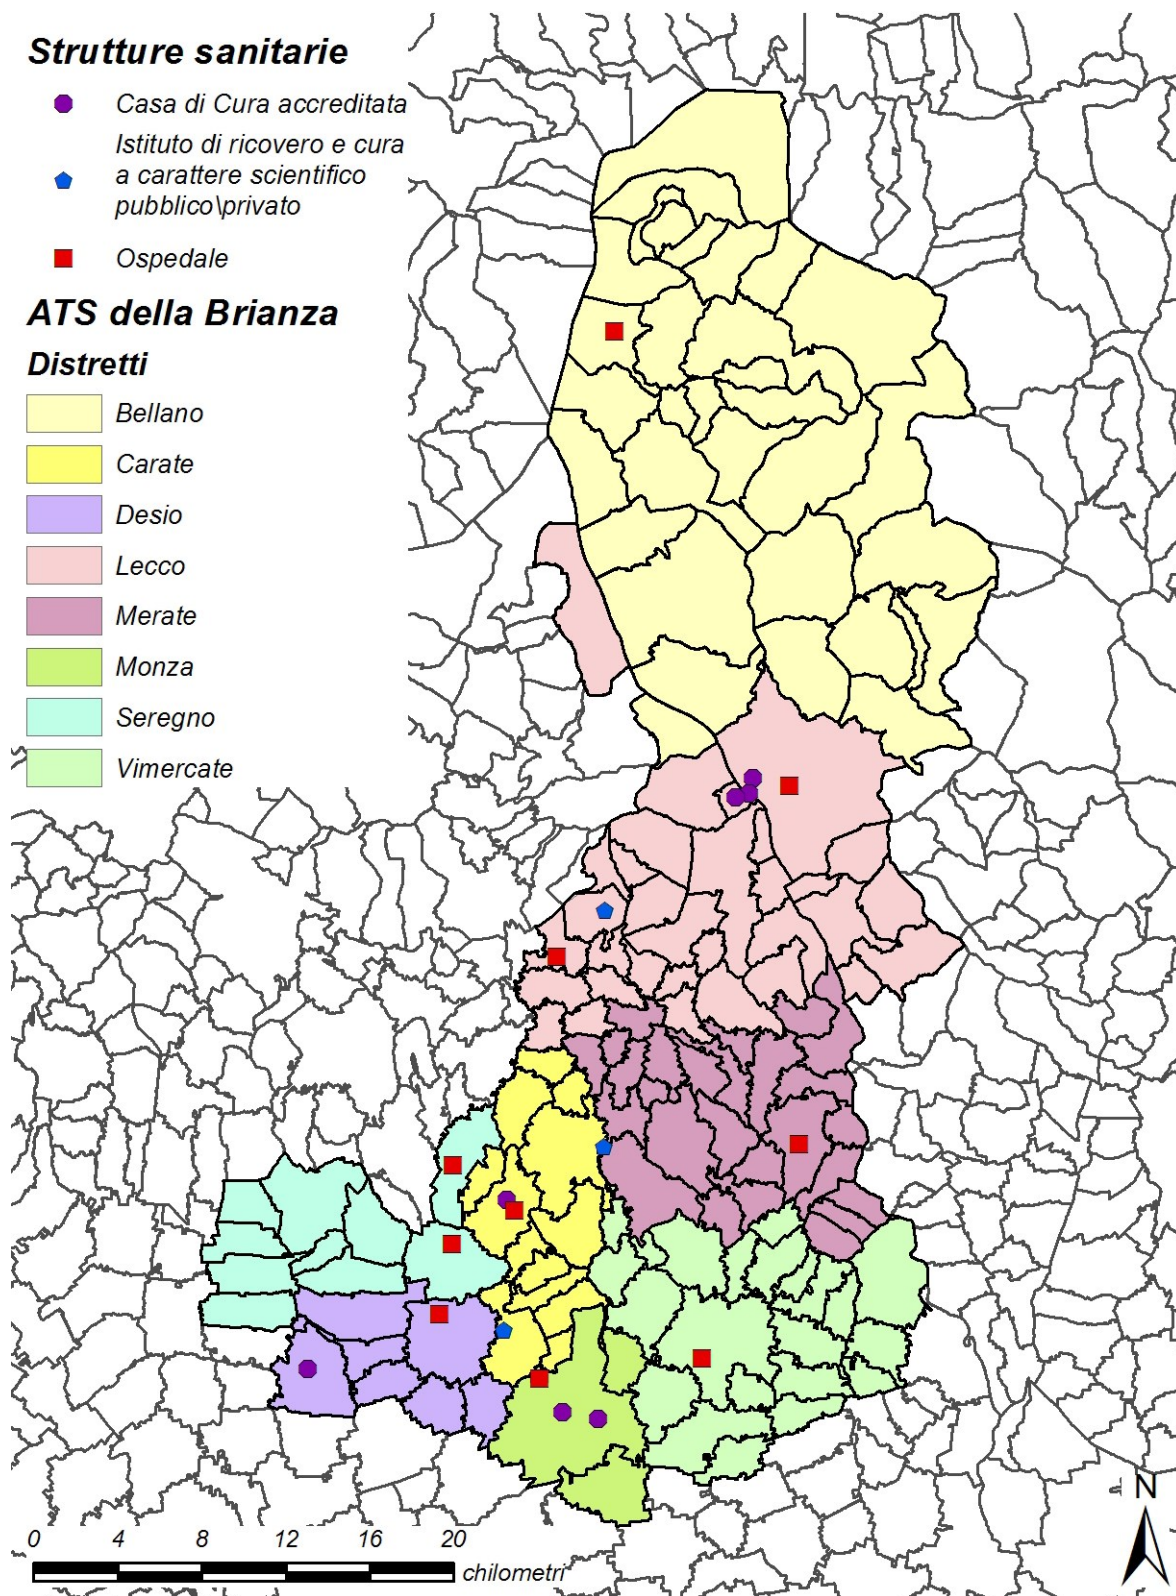 Strutture sanitarie
Casa di Cura accreditata
Istituto di ricovero e cura
a carattere scientifico
pubblico\privato
Ospedale
ATS della Brianza
Distretti
Bellano
Carate
Desio
Lecco
Merate
Monza
Seregno
Vimercate
N
0 4 8 12 16 20
chilometri